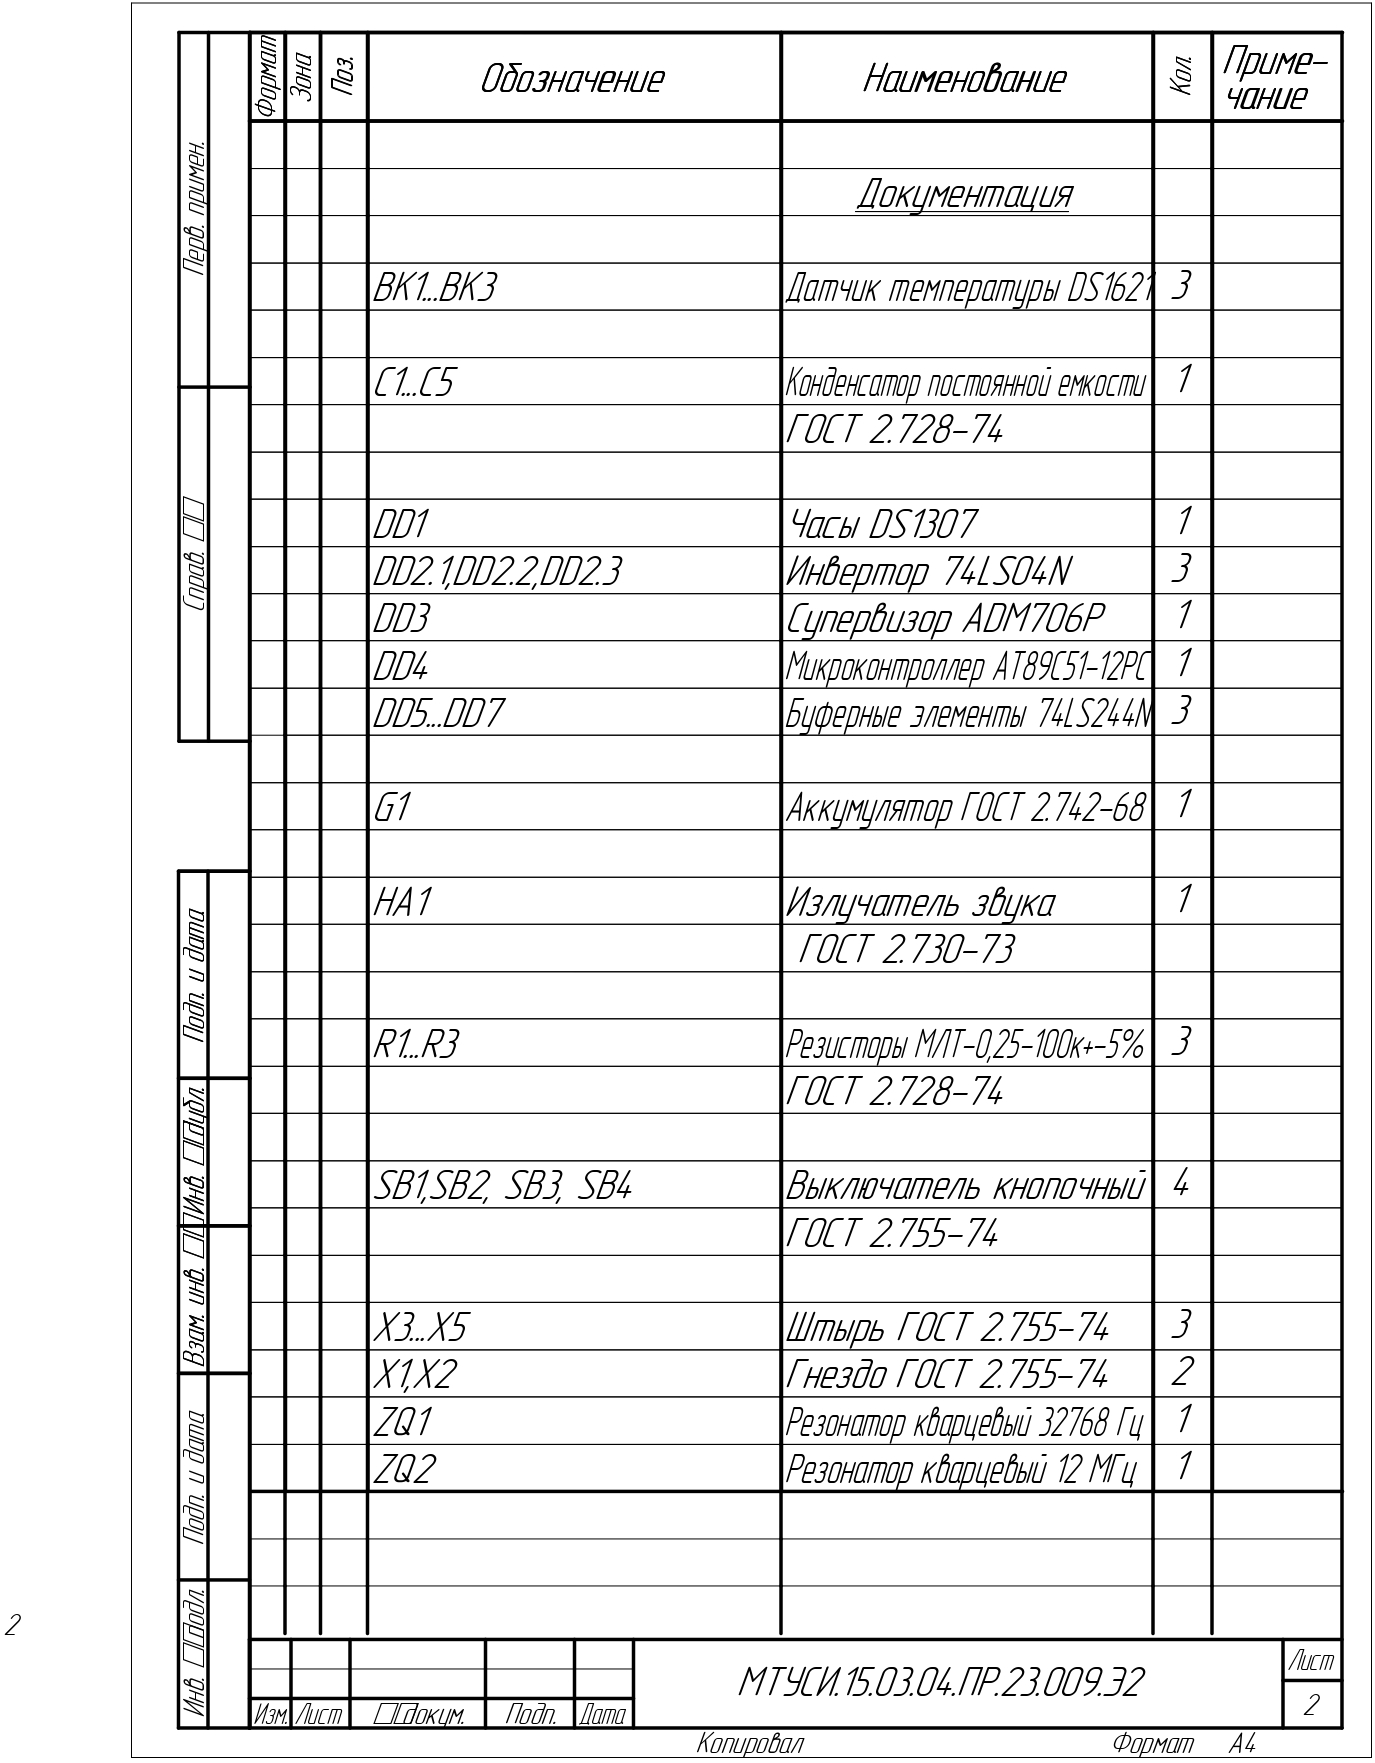 Формат Зона Поз. Обозначение Наименование Кол. Приме-
чание
Документация
BK1...BK3 Датчик температуры DS1621 3
C1...C5 Конденсатор постоянной емкости 1
ГОСТ 2.728-74
DD1 Часы DS1307 1
DD2.1,DD2.2,DD2.3 Инвертор 74LS04N 3
DD3 Супервизор ADM706P 1
DD4 Микроконтроллер AT89C51-12PC 1
DD5...DD7 Буферные элементы 74LS244N 3
G1 Аккумулятор ГОСТ 2.742-68 1
HA1 Излучатель звука 1
ГОСТ 2.730-73
R1...R3 Резисторы МЛТ-0,25-100к+-5% 3
ГОСТ 2.728-74
SB1,SB2, SB3, SB4 Выключатель кнопочный 4
ГОСТ 2.755-74
X3...X5 Штырь ГОСТ 2.755-74 3
X1,X2 Гнездо ГОСТ 2.755-74 2
ZQ1 Резонатор кварцевый 32768 Гц 1
ZQ2 Резонатор кварцевый 12 МГц 1
Перв. примен.
Справ. □□
Подп. и дата
Инв. □□дубл.
Взам. инв. □□
Подп. и дата
Инв. □□подл.
2
Изм. Лист □□докум. Подп. Дата
МТУСИ.15.03.04.ПР.23.009.Э2
Лист
2
Копировал Формат А4